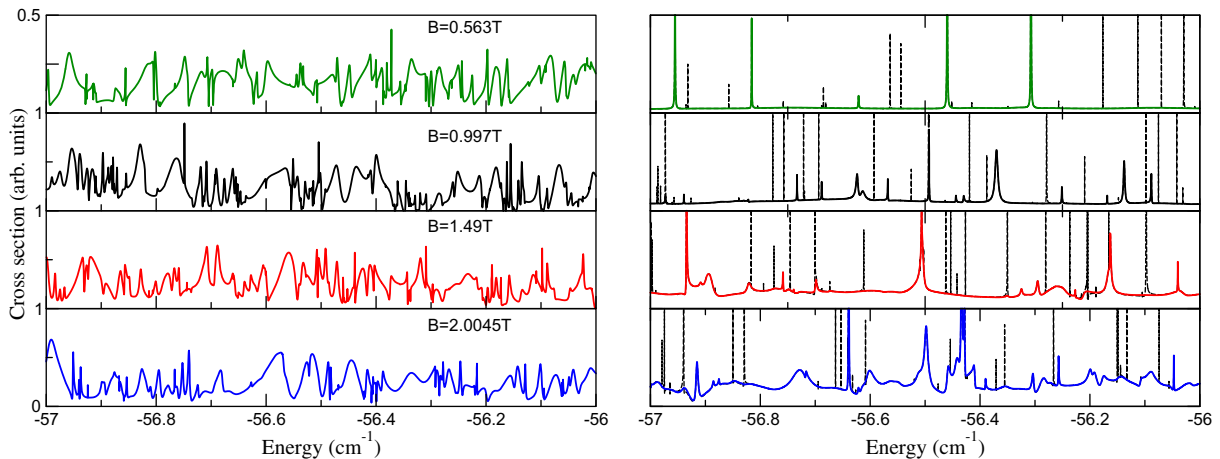 0.5
B=0.563T
1
B=0.997T
1
B=1.49T
1
B=2.0045T
0
Cross section (arb. units)
-57 -56.8 -56.6 -56.4 -56.2 -56
Energy (cm⁻¹)
-57 -56.8 -56.6 -56.4 -56.2 -56
Energy (cm⁻¹)